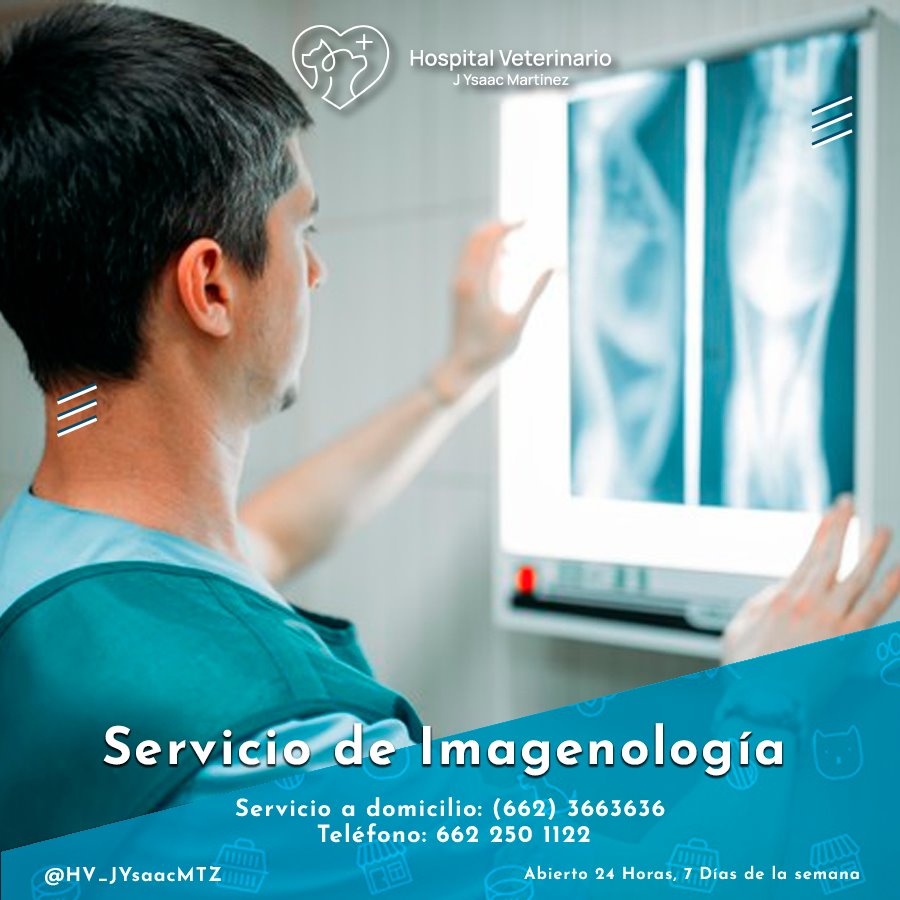 Hospital Veterinario
J Ysaac Martinez
Servicio de Imagenología
Servicio a domicilio: (662) 3663636
Teléfono: 662 250 1122
@HV_JYsaacMTZ
Abierto 24 Horas, 7 Días de la semana